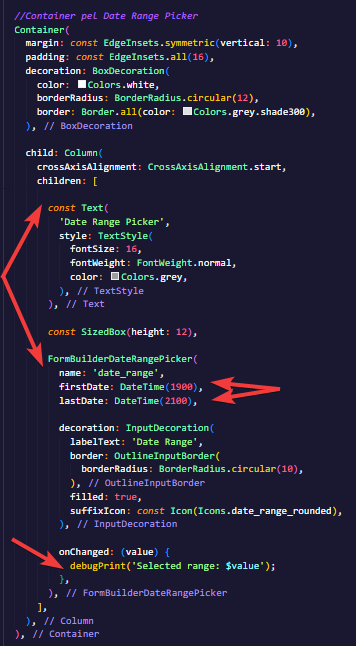 //Container pel Date Range Picker
Container(
margin: const EdgeInsets.symmetric(vertical: 10),
padding: const EdgeInsets.all(16),
decoration: BoxDecoration(
color: Colors.white,
borderRadius: BorderRadius.circular(12),
border: Border.all(color: Colors.grey.shade300),
), // BoxDecoration
child: Column(
crossAxisAlignment: CrossAxisAlignment.start,
children: [
const Text(
'Date Range Picker',
style: TextStyle(
fontSize: 16,
fontWeight: FontWeight.normal,
color: Colors.grey,
), // TextStyle
), // Text
const SizedBox(height: 12),
FormBuilderDateRangePicker(
name: 'date_range',
firstDate: DateTime(1900),
lastDate: DateTime(2100),
decoration: InputDecoration(
labelText: 'Date Range',
border: OutlineInputBorder(
borderRadius: BorderRadius.circular(10),
), // OutlineInputBorder
filled: true,
suffixIcon: const Icon(Icons.date_range_rounded),
), // InputDecoration
onChanged: (value) {
debugPrint('Selected range: $value');
},
), // FormBuilderDateRangePicker
],
), // Column
), // Container